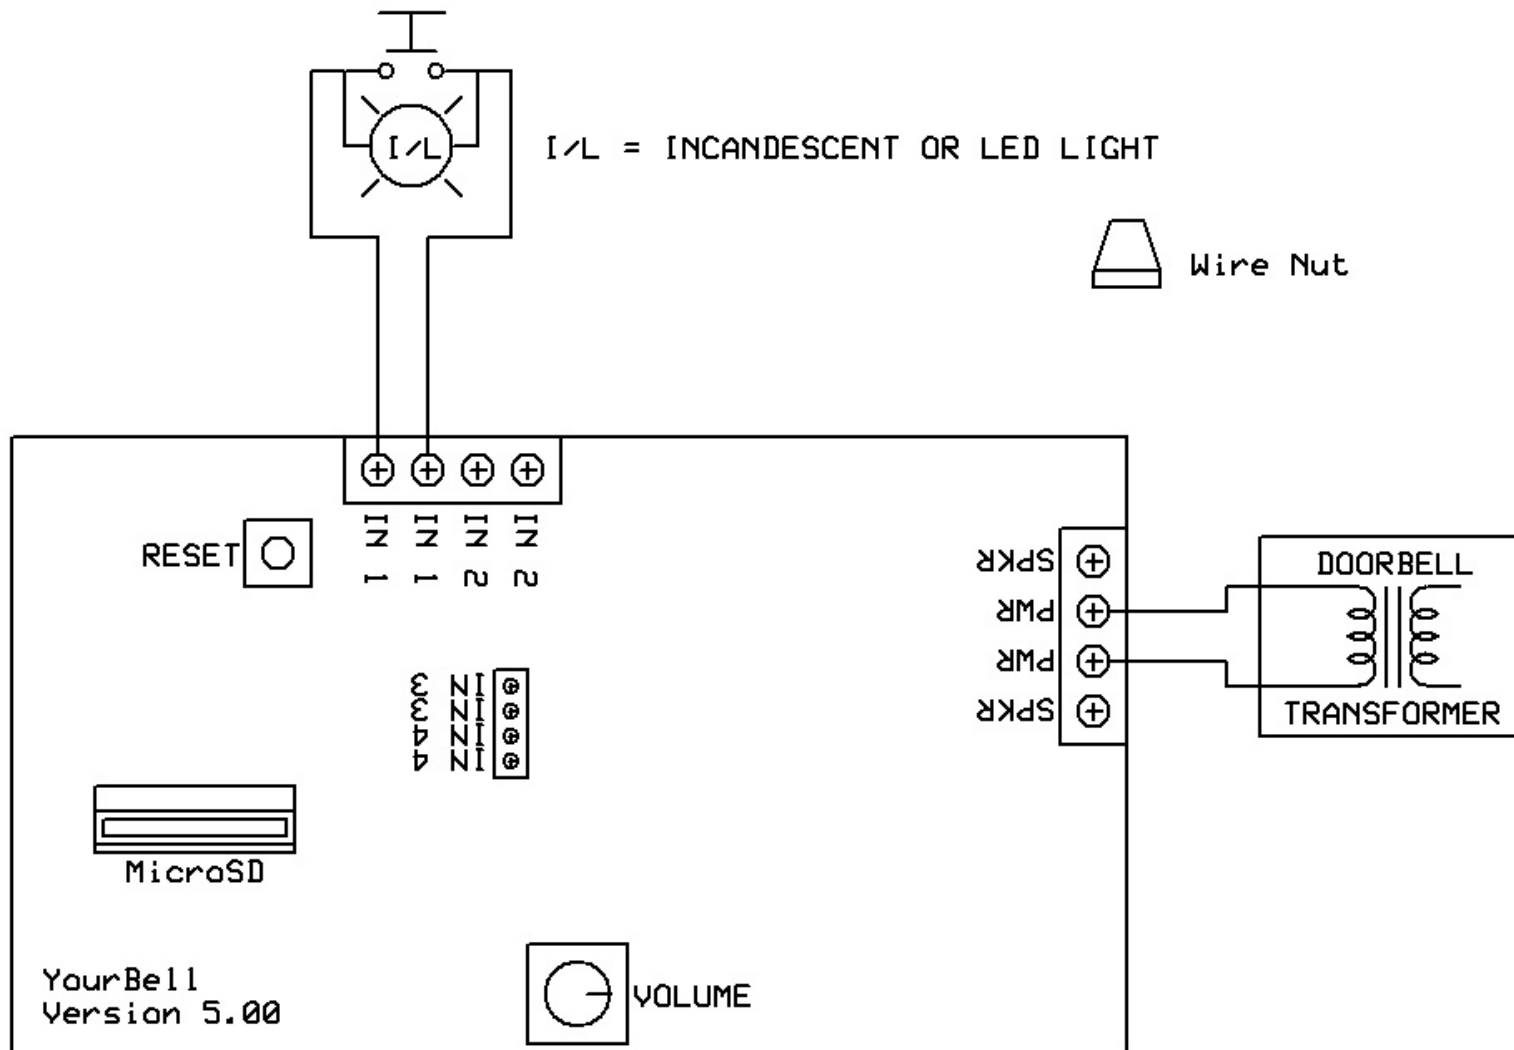 I/L
I/L = INCANDESCENT OR LED LIGHT
Wire Nut
IN 1
IN 1
IN 2
IN 2
RESET
SPKR
PWR
PWR
SPKR
DOORBELL
TRANSFORMER
IN 3
IN 3
IN 4
IN 4
MicroSD
YourBell
Version 5.00
VOLUME